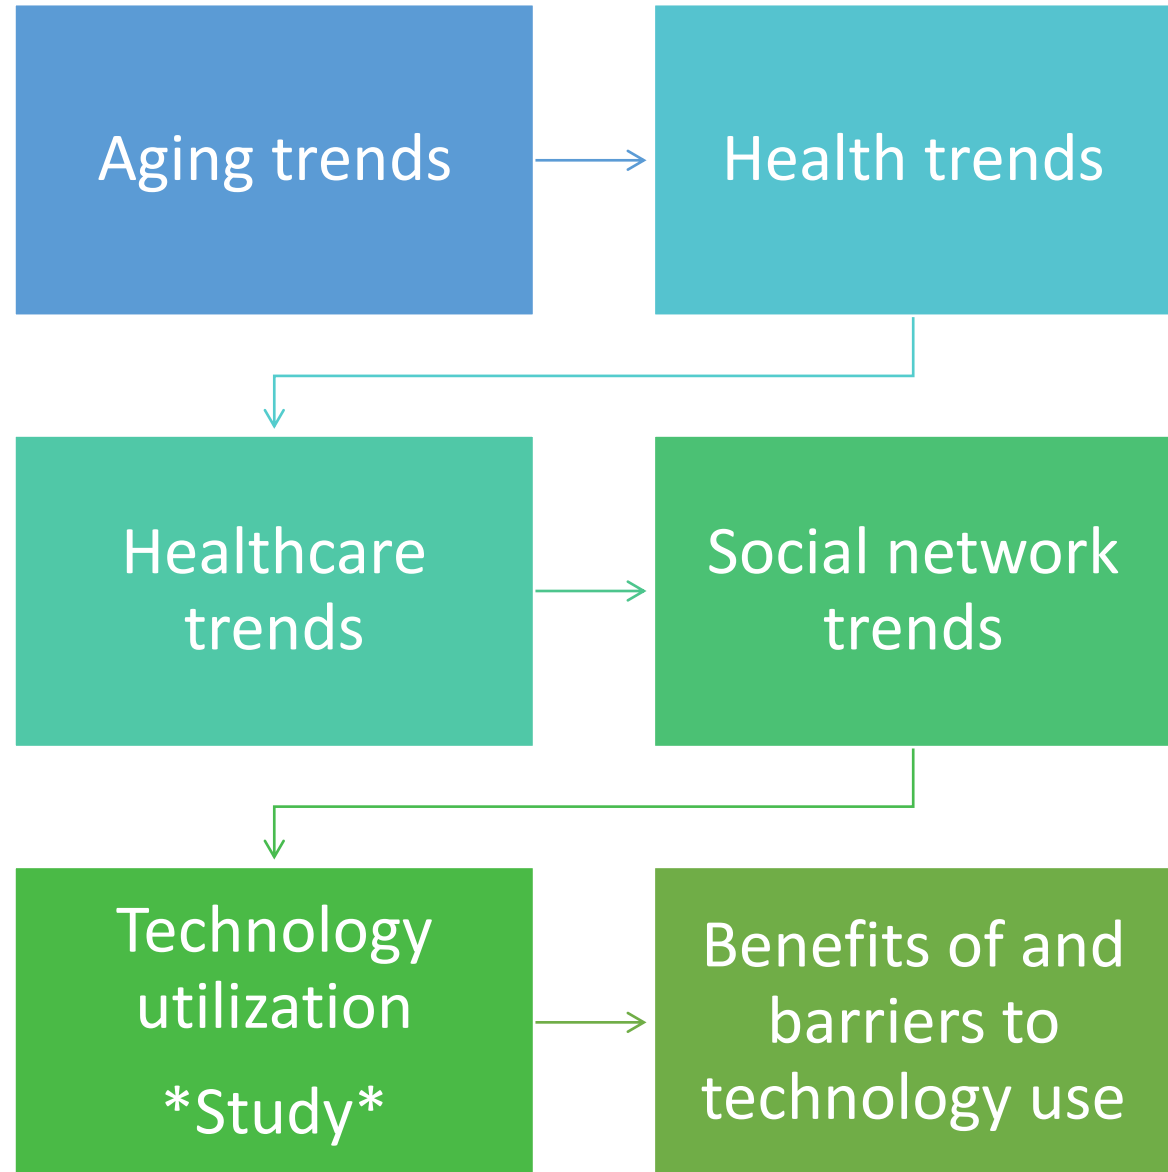 Aging trends
Health trends
Healthcare
trends
Social network
trends
Technology
utilization
*Study*
Benefits of and
barriers to
technology use